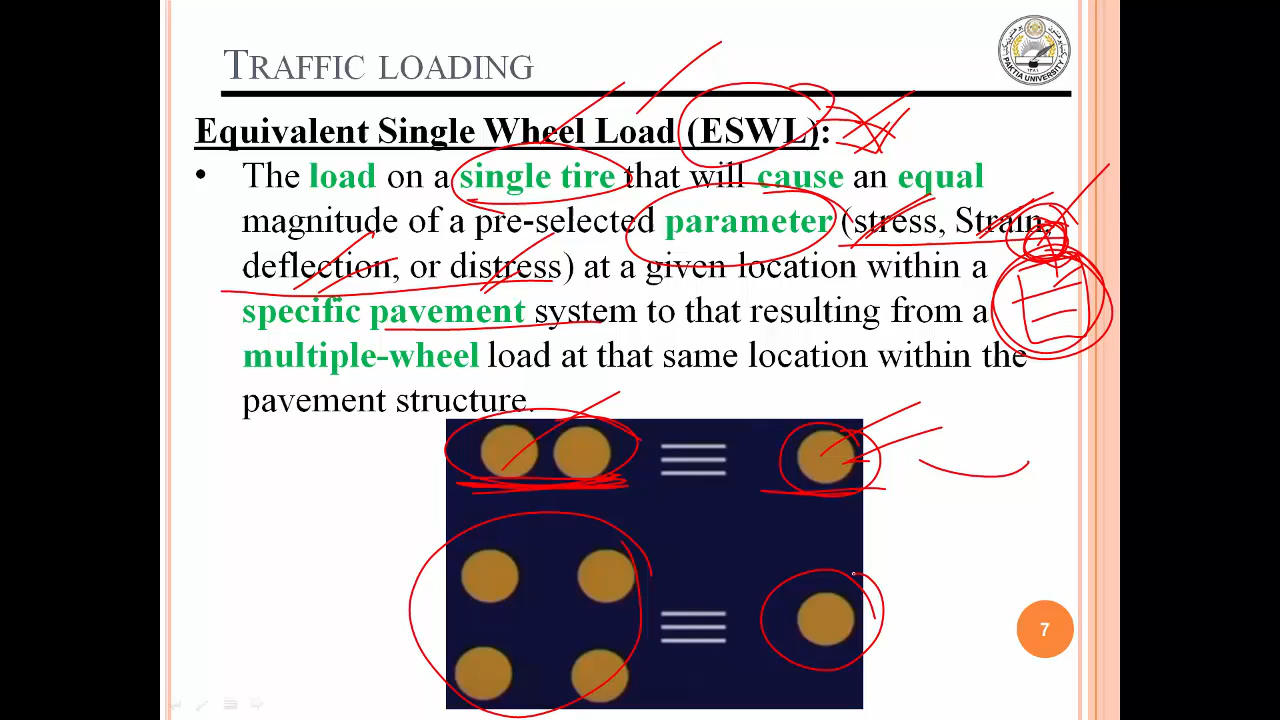 TRAFFIC LOADING
PAKTIA UNIVERSITY
Equivalent Single Wheel Load (ESWL):
• The load on a single tire that will cause an equal
magnitude of a pre-selected parameter (stress, Strain,
deflection, or distress) at a given location within a
specific pavement system to that resulting from a
multiple-wheel load at that same location within the
pavement structure.
7